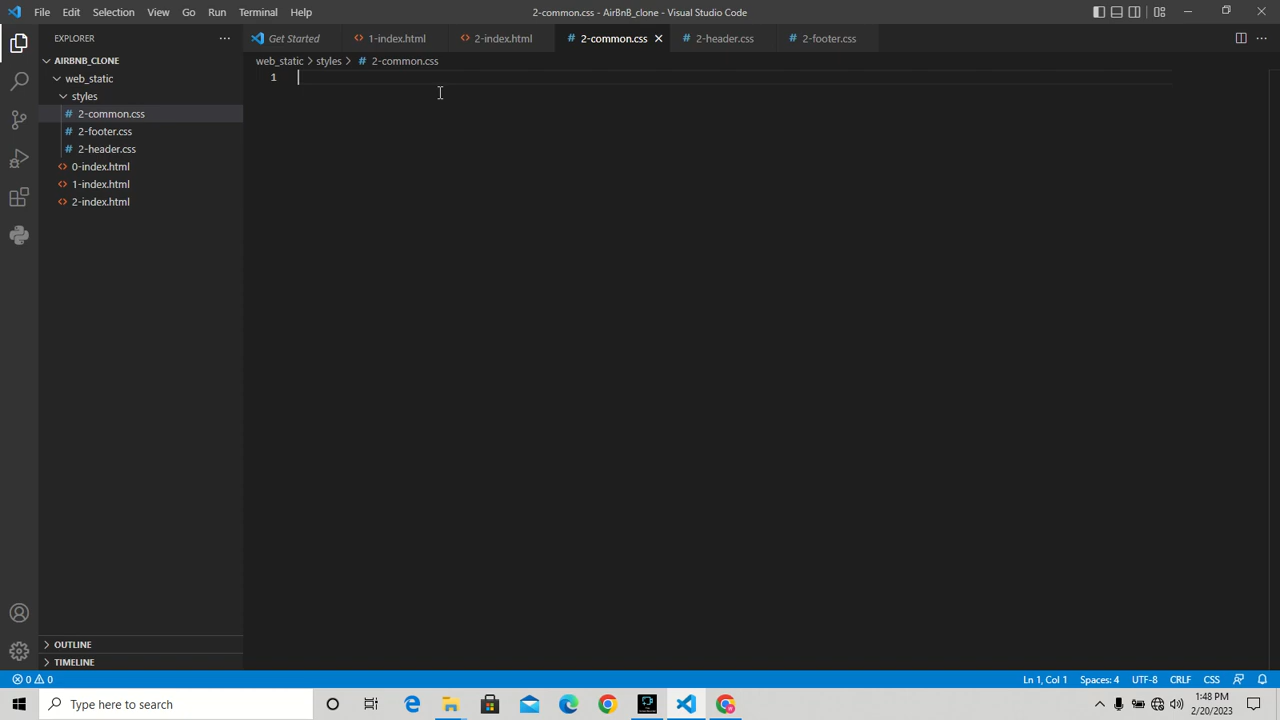 File Edit Selection View Go Run Terminal Help 2-common.css - AirBnB_clone - Visual Studio Code
EXPLORER
Get Started 1-index.html 2-index.html 2-common.css 2-header.css 2-footer.css
AIRBNB_CLONE
web_static
styles
2-common.css
2-footer.css
2-header.css
0-index.html
1-index.html
2-index.html
web_static > styles > # 2-common.css
1
OUTLINE
TIMELINE
0 0 Ln 1, Col 1 Spaces: 4 UTF-8 CRLF CSS
Type here to search
1:48 PM
2/20/2023